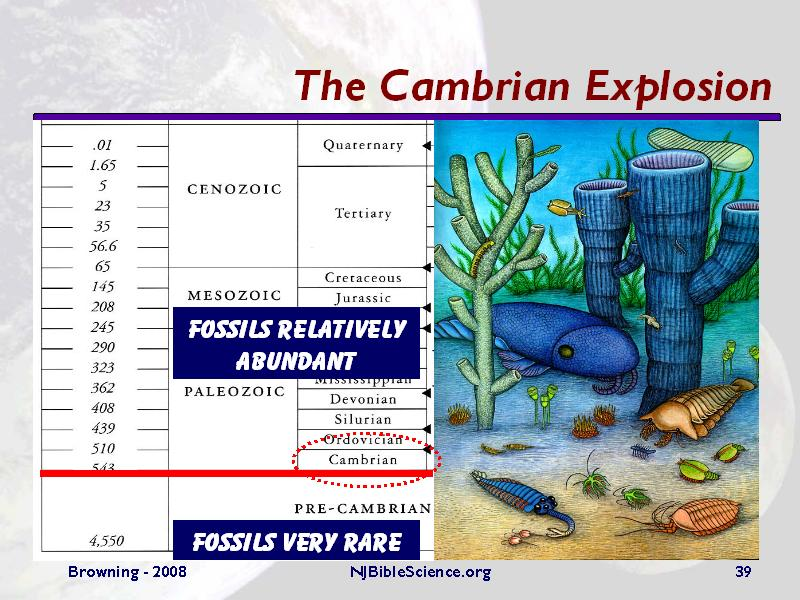 The Cambrian Explosion
.01
1.65
5
23
35
56.6
65
145
208
245
290
323
362
408
439
510
543
4,550
CENOZOIC
MESOZOIC
PALEOZOIC
PRE-CAMBRIAN
Quaternary
Tertiary
Cretaceous
Jurassic
Mississippian
Devonian
Silurian
Ordovician
Cambrian
FOSSILS RELATIVELY
ABUNDANT
FOSSILS VERY RARE
Browning - 2008
NJBibleScience.org
39